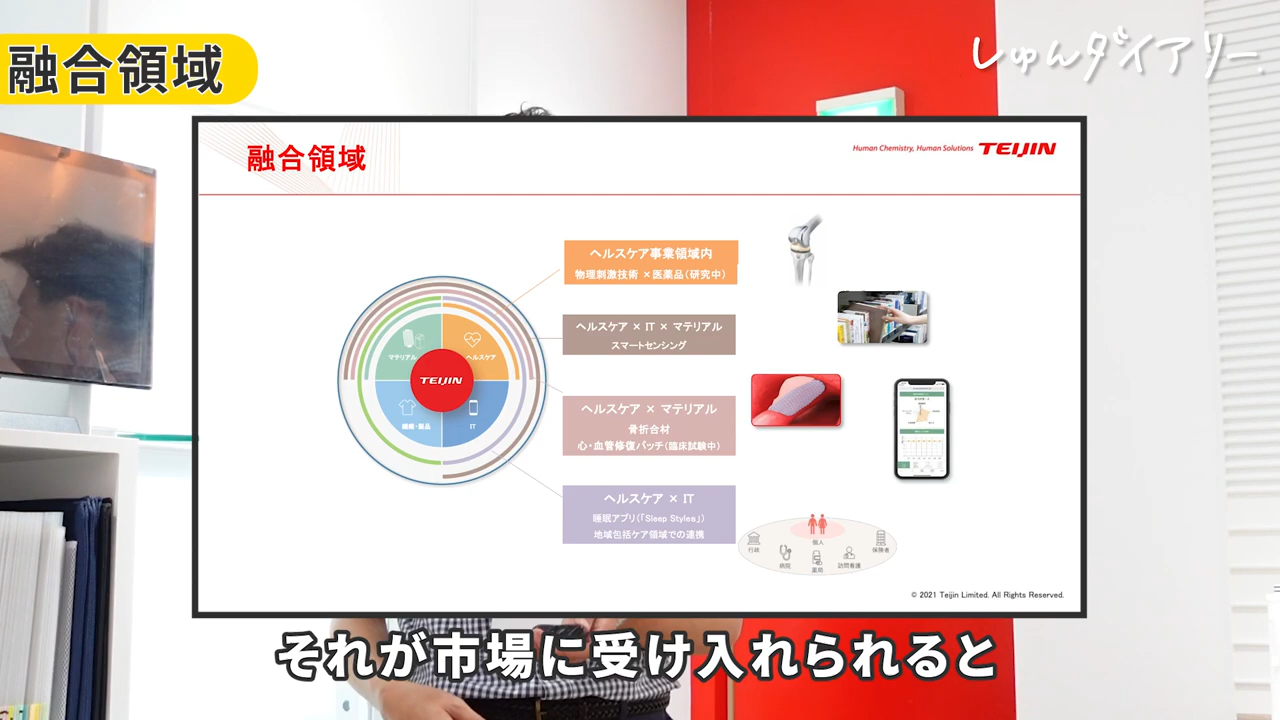 融合領域
しゅんダイアリー.
融合領域
Human Chemistry, Human Solutions TEIJIN
ヘルスケア事業領域内
物理刺激技術 ×医薬品(研究中)
ヘルスケア × IT × マテリアル
スマートセンシング
マテリアル
ヘルスケア
TEIJIN
繊維・製品
IT
ヘルスケア × マテリアル
骨折合材
心・血管修復パッチ(臨床試験中)
ヘルスケア × IT
睡眠アプリ(「Sleep Styles」)
地域包括ケア領域での連携
個人
行政
保険者
病院
薬局
訪問看護
© 2021 Teijin Limited. All Rights Reserved.
それが市場に受け入れられると